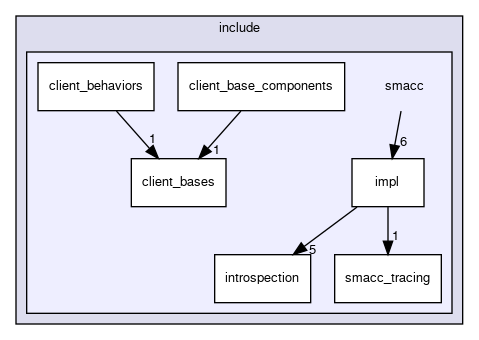 include
client_behaviors
client_base_components
smacc
1
1
6
client_bases
impl
5
1
introspection
smacc_tracing